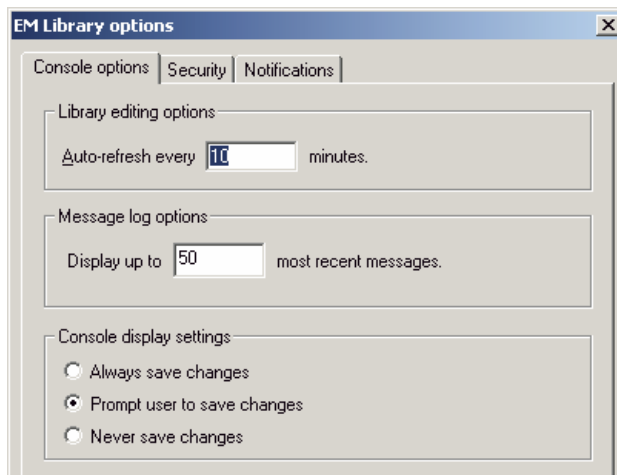 EM Library options
Console options Security Notifications
Library editing options
Auto-refresh every 10 minutes.
Message log options
Display up to 50 most recent messages.
Console display settings
Always save changes
Prompt user to save changes
Never save changes